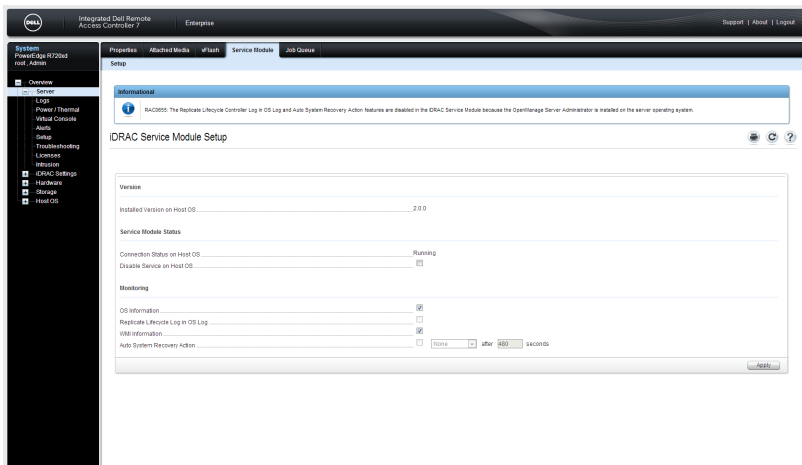 DELL
Integrated Dell Remote
Access Controller 7
Enterprise
Support | About | Logout
System
PowerEdge R720xd
root , Admin
Overview
Server
Logs
Power / Thermal
Virtual Console
Alerts
Setup
Troubleshooting
Licenses
Intrusion
iDRAC Settings
Hardware
Storage
Host OS
Properties
Attached Media
vFlash
Service Module
Job Queue
Setup
Informational
RAC0655: The Replicate Lifecycle Controller Log in OS Log and Auto System Recovery Action features are disabled in the iDRAC Service Module because the OpenManage Server Administrator is installed on the server operating system.
iDRAC Service Module Setup
Version
Installed Version on Host OS 2.0.0
Service Module Status
Connection Status on Host OS Running
Disable Service on Host OS
Monitoring
OS Information
Replicate Lifecycle Log in OS Log
WMI Information
Auto System Recovery Action None after 480 seconds
Apply